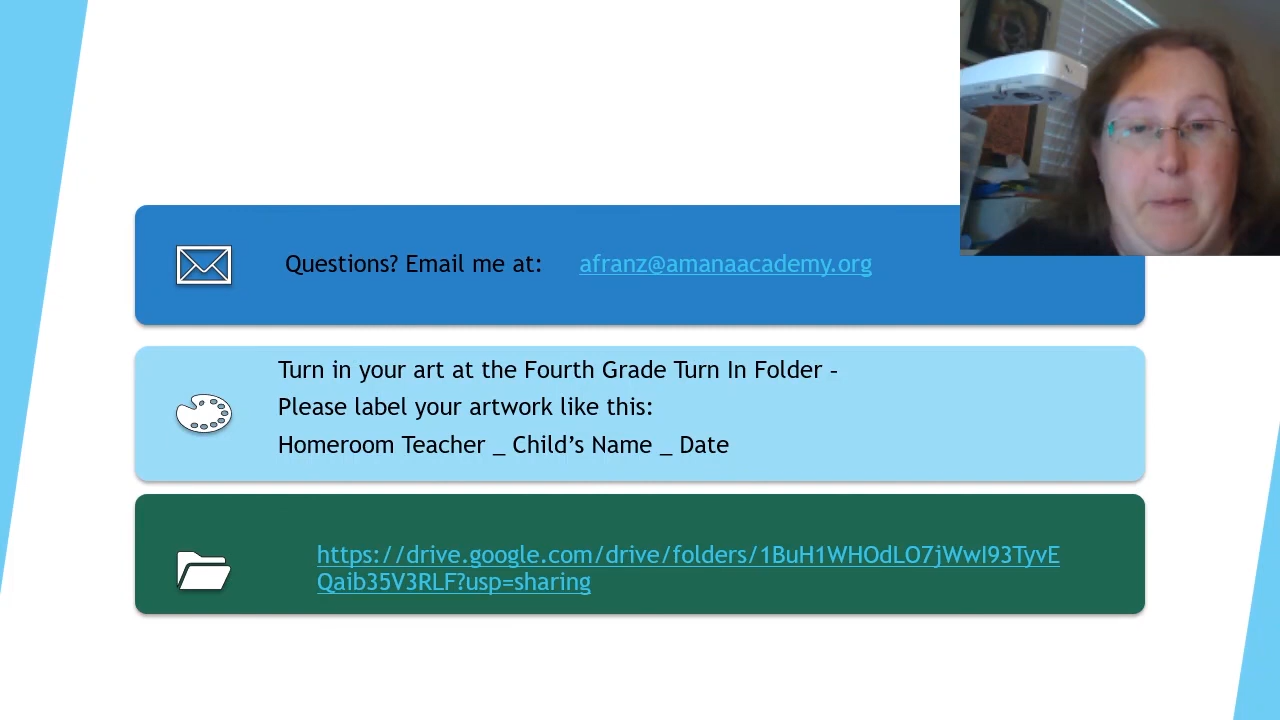 Questions? Email me at: afranz@amanaacademy.org
Turn in your art at the Fourth Grade Turn In Folder –
Please label your artwork like this:
Homeroom Teacher _ Child’s Name _ Date
https://drive.google.com/drive/folders/1BuH1WHOdLO7jWwI93TyvE
Qaib35V3RLF?usp=sharing